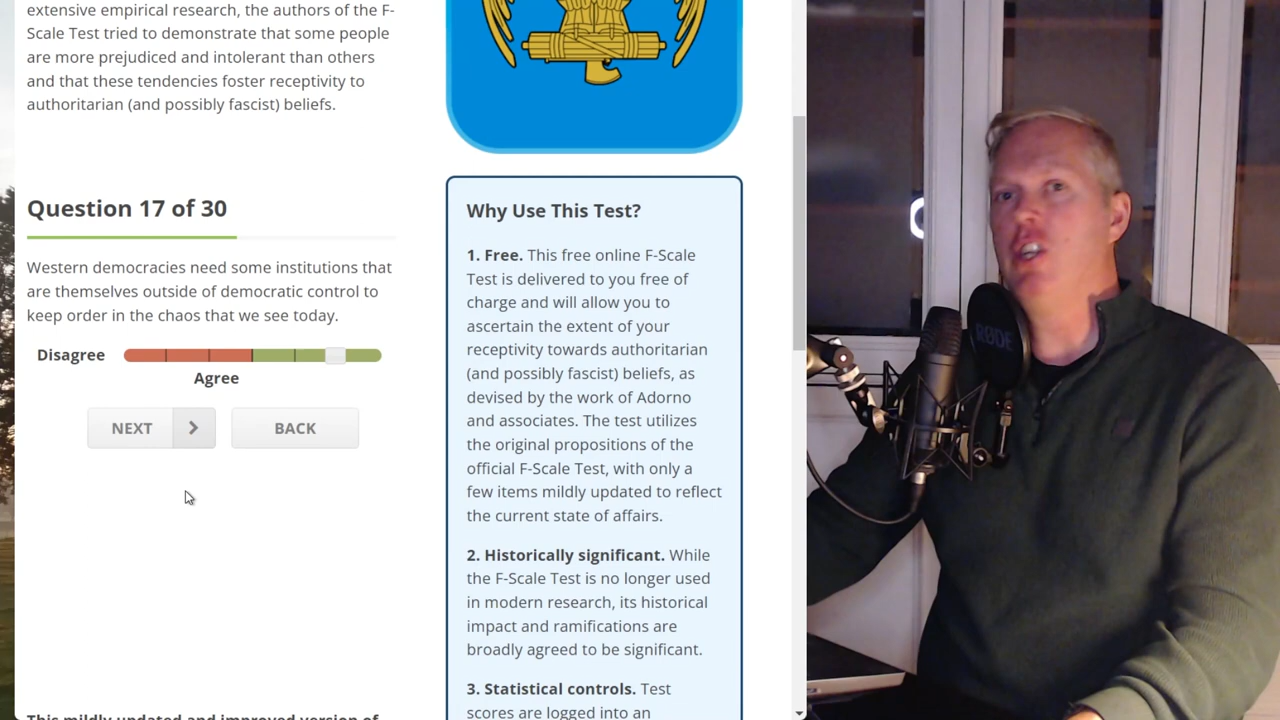 extensive empirical research, the authors of the F-
Scale Test tried to demonstrate that some people
are more prejudiced and intolerant than others
and that these tendencies foster receptivity to
authoritarian (and possibly fascist) beliefs.
Question 17 of 30
Western democracies need some institutions that
are themselves outside of democratic control to
keep order in the chaos that we see today.
Disagree
Agree
NEXT
BACK
Why Use This Test?
1. Free. This free online F-Scale
Test is delivered to you free of
charge and will allow you to
ascertain the extent of your
receptivity towards authoritarian
(and possibly fascist) beliefs, as
devised by the work of Adorno
and associates. The test utilizes
the original propositions of the
official F-Scale Test, with only a
few items mildly updated to reflect
the current state of affairs.
2. Historically significant. While
the F-Scale Test is no longer used
in modern research, its historical
impact and ramifications are
broadly agreed to be significant.
3. Statistical controls. Test
scores are logged into an
This mildly updated and improved version of
RØDE